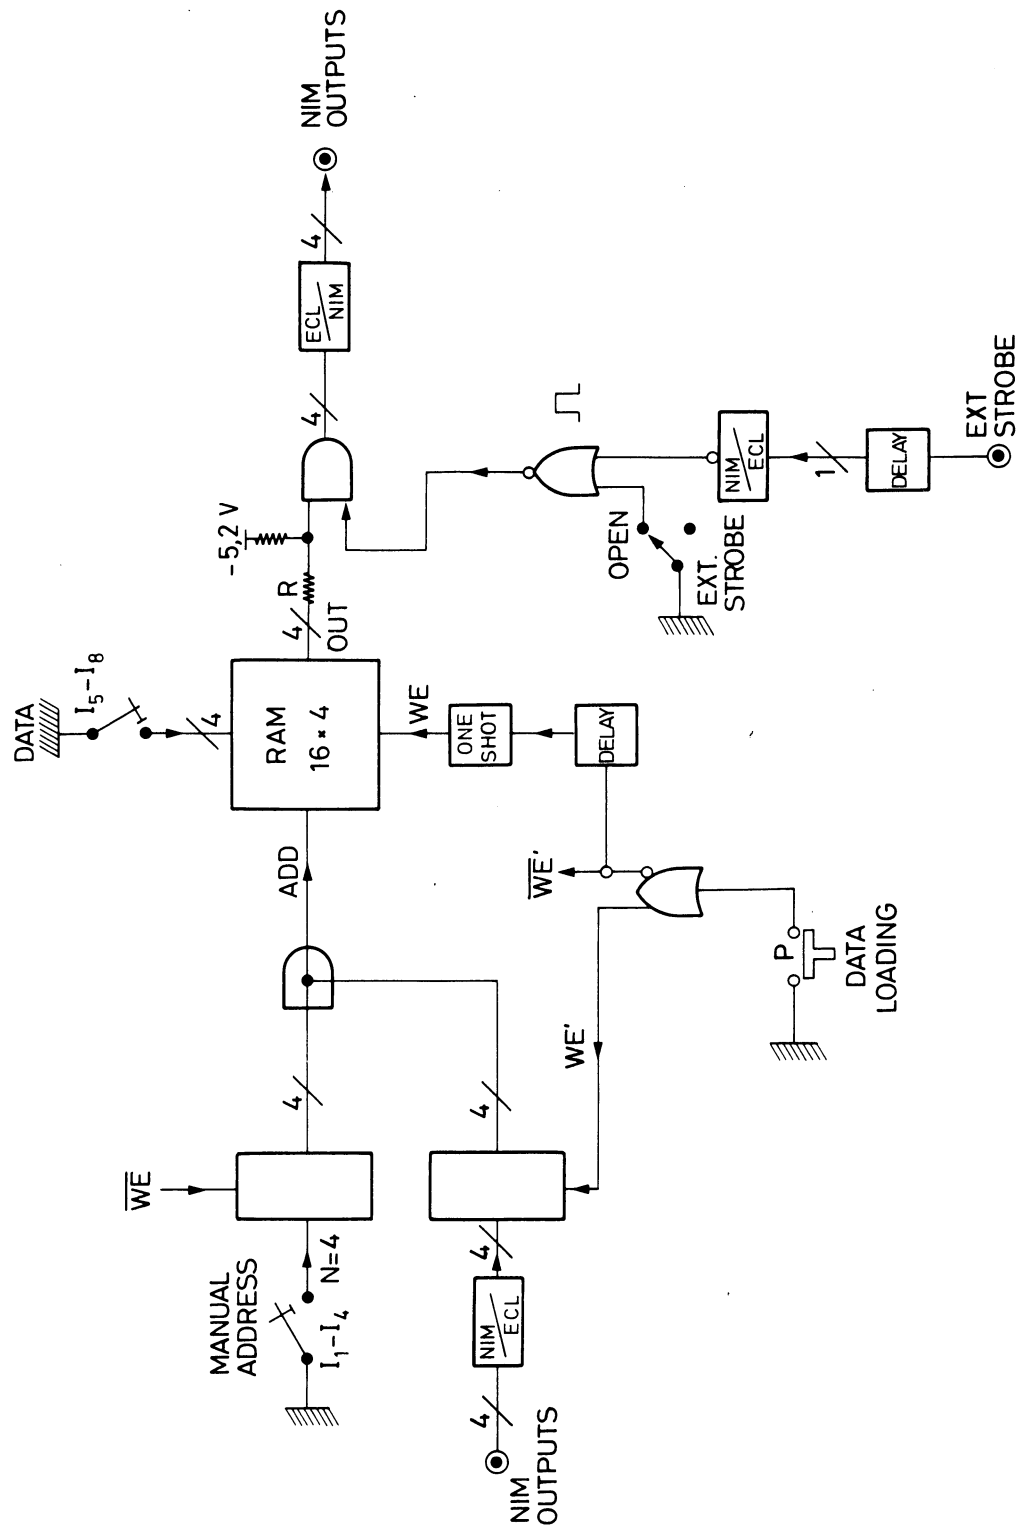 MANUAL
ADDRESS
I₁-I₄
N=4
W̅E̅
4
ADD
DATA
I₅-I₈
4
RAM
16 × 4
4
OUT
R
-5,2 V
4
ECL/NIM
4
NIM
OUTPUTS
NIM
OUTPUTS
4
NIM/ECL
4
4
WE'
W̅E̅'
WE
ONE
SHOT
DELAY
P
DATA
LOADING
OPEN
EXT.
STROBE
NIM/ECL
1
DELAY
EXT
STROBE